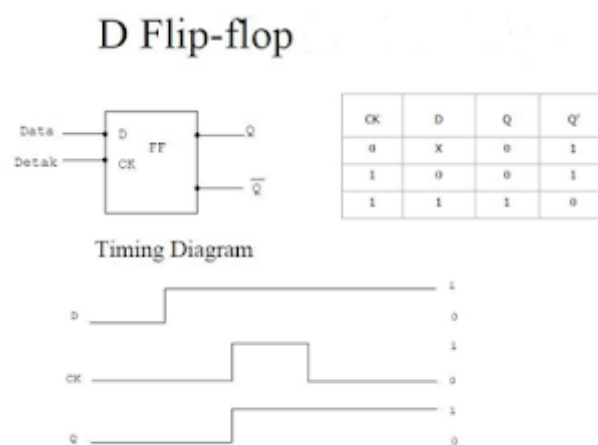 D Flip-flop
Data
D
FF
Q
Detak
CK
Q
CK D Q Q'
0 X 0 1
1 0 0 1
1 1 1 0
Timing Diagram
1
D
0
1
CK
0
1
Q
0